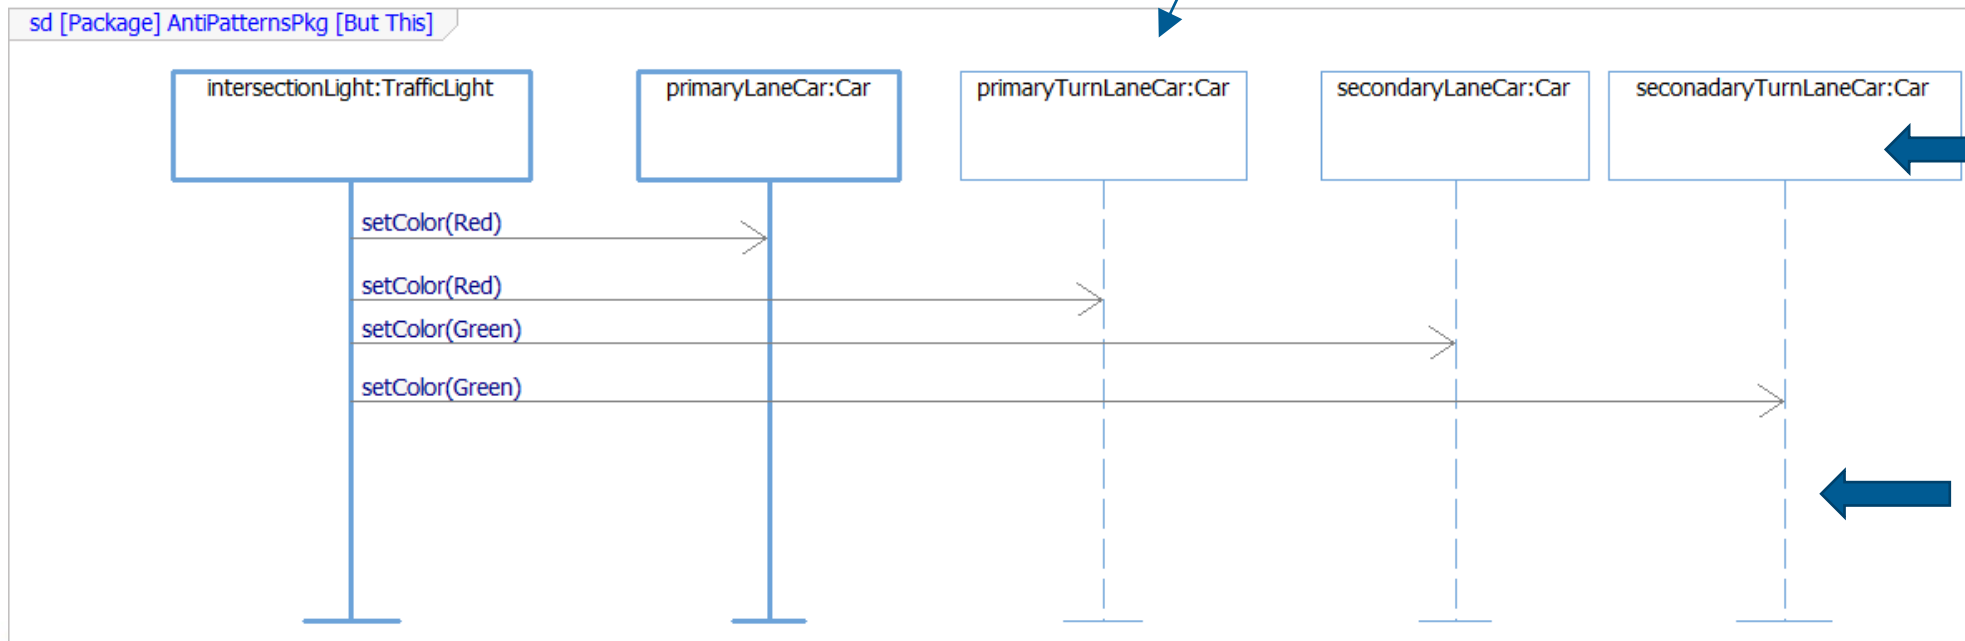 sd [Package] AntiPatternsPkg [But This]
intersectionLight:TrafficLight
primaryLaneCar:Car
primaryTurnLaneCar:Car
secondaryLaneCar:Car
seconadaryTurnLaneCar:Car
setColor(Red)
setColor(Red)
setColor(Green)
setColor(Green)